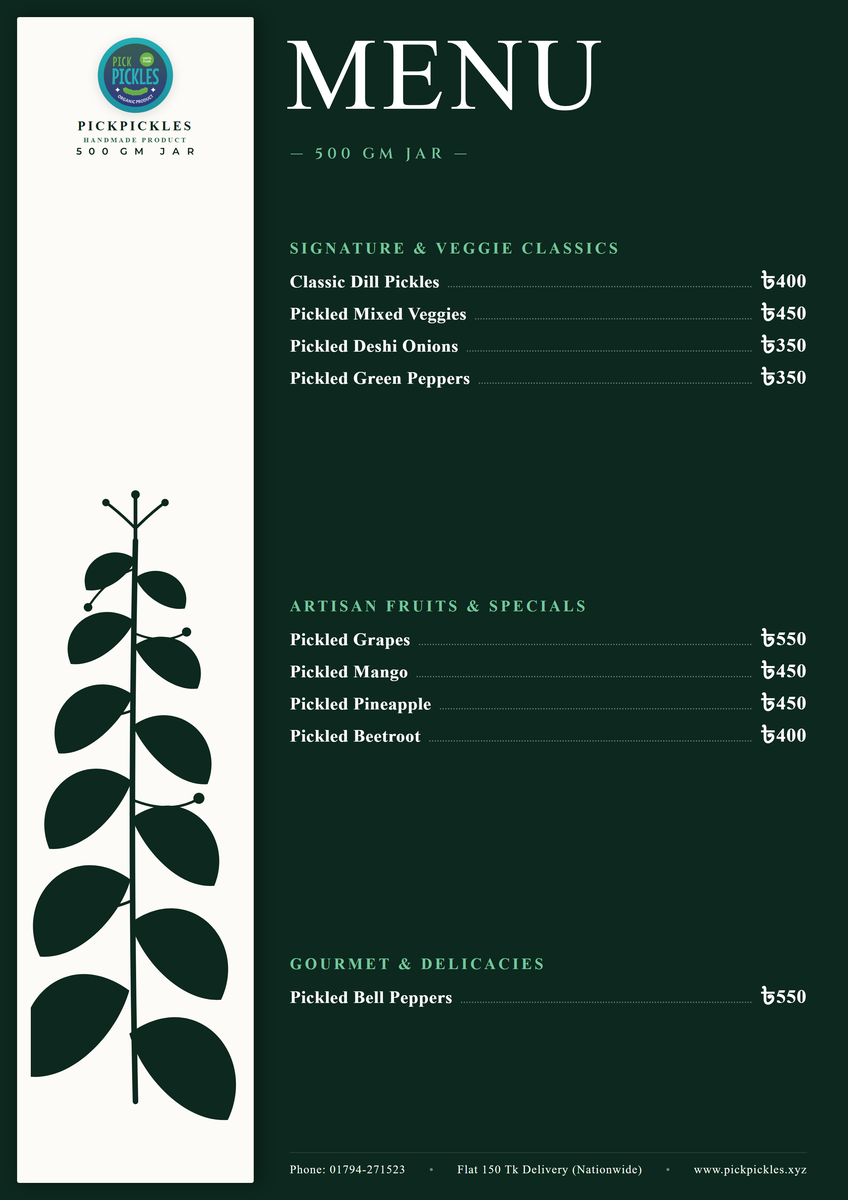 PICK
PICKLES
ORGANIC PRODUCT
PICKPICKLES
HANDMADE PRODUCT
500 GM JAR
MENU
— 500 GM JAR —
SIGNATURE & VEGGIE CLASSICS
Classic Dill Pickles ৳400
Pickled Mixed Veggies ৳450
Pickled Deshi Onions ৳350
Pickled Green Peppers ৳350
ARTISAN FRUITS & SPECIALS
Pickled Grapes ৳550
Pickled Mango ৳450
Pickled Pineapple ৳450
Pickled Beetroot ৳400
GOURMET & DELICACIES
Pickled Bell Peppers ৳550
Phone: 01794-271523 • Flat 150 Tk Delivery (Nationwide) • www.pickpickles.xyz